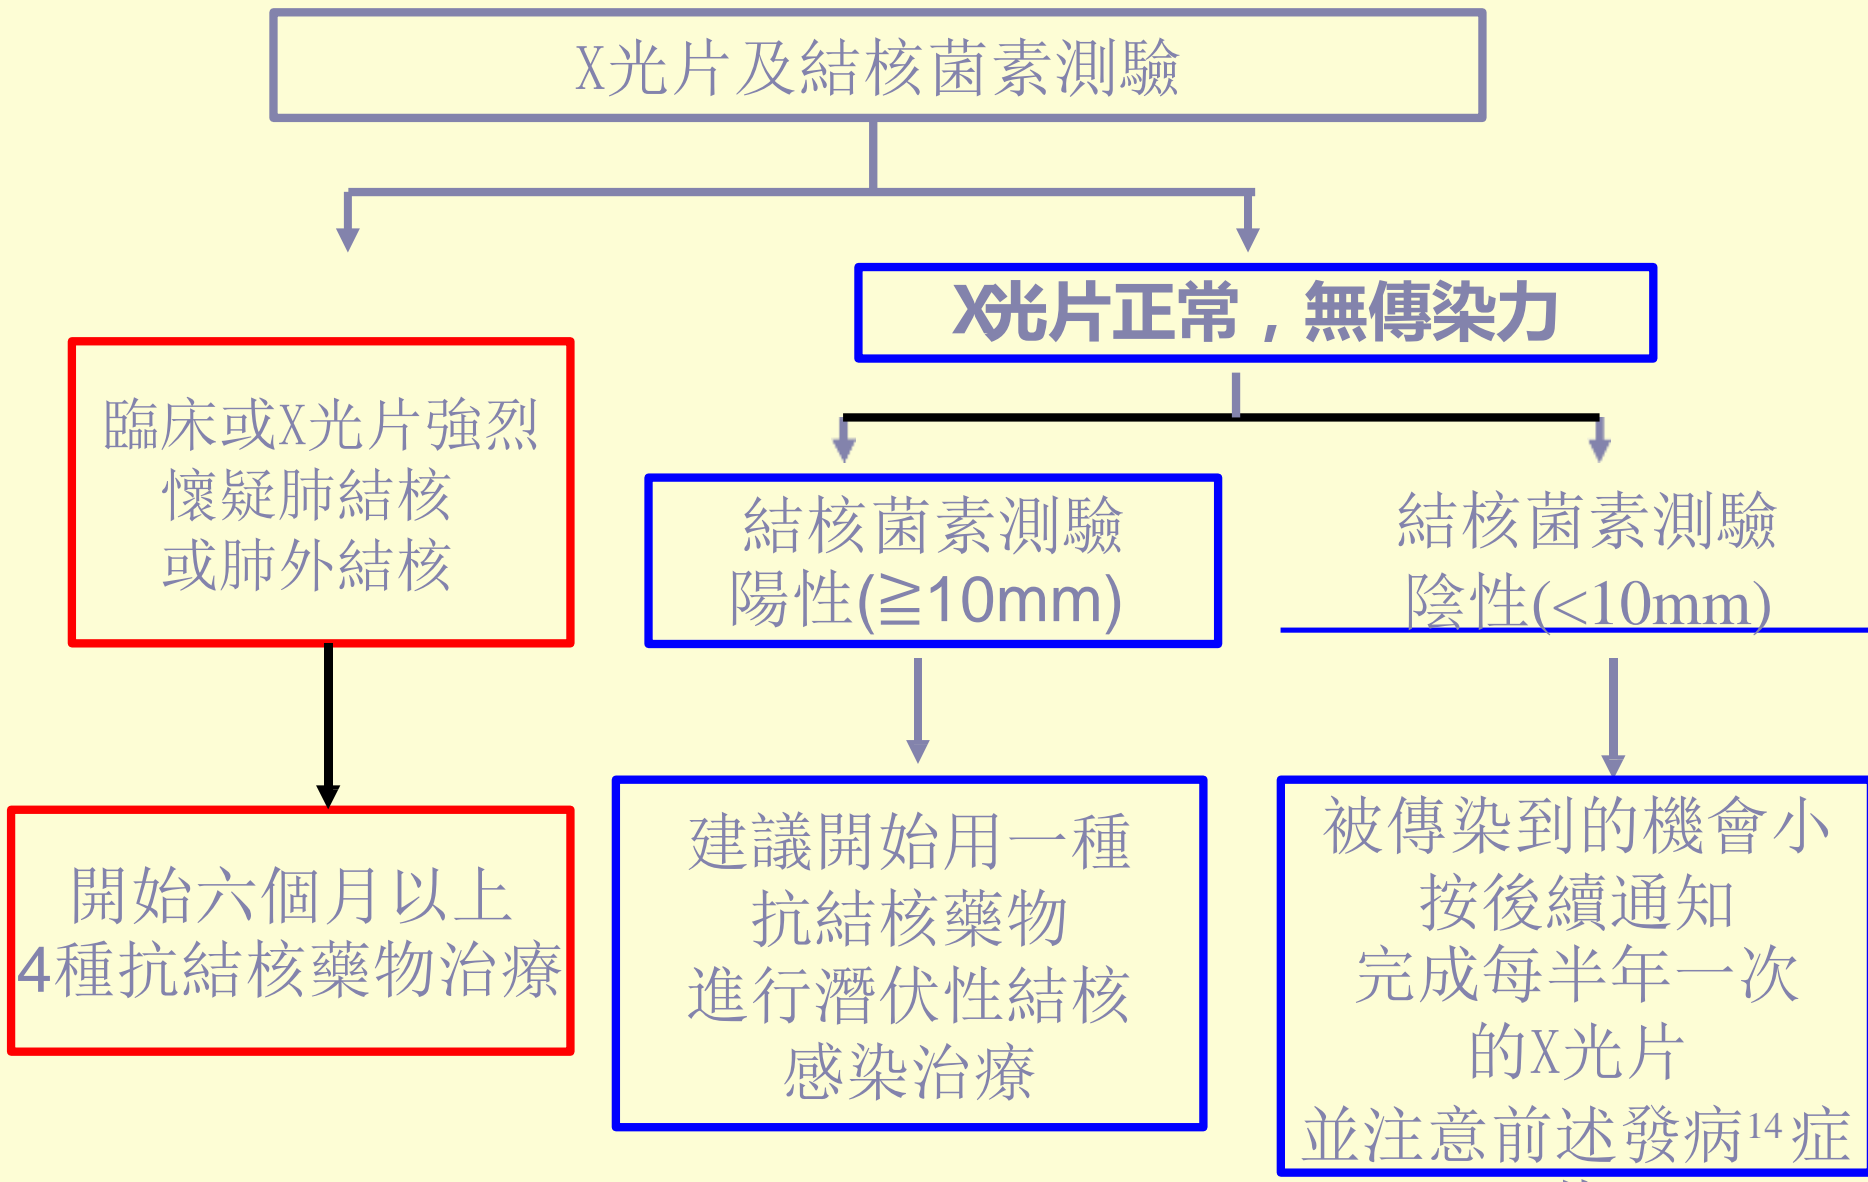 X光片及結核菌素測驗
X光片正常，無傳染力
臨床或X光片強烈
懷疑肺結核
或肺外結核
結核菌素測驗
陽性(≧10mm)
結核菌素測驗
陰性(<10mm)
開始六個月以上
4種抗結核藥物治療
建議開始用一種
抗結核藥物
進行潛伏性結核
感染治療
被傳染到的機會小
按後續通知
完成每半年一次
的X光片
並注意前述發病14症